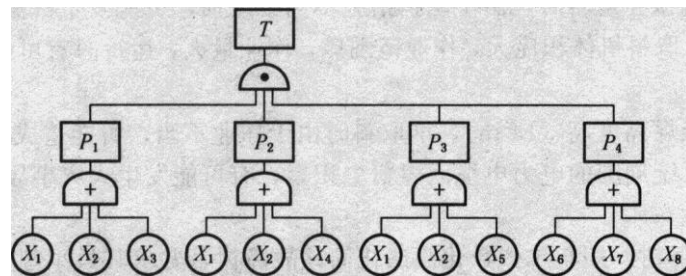 T
•
P₁ P₂ P₃ P₄
+ + + +
X₁ X₂ X₃ X₁ X₂ X₄ X₁ X₂ X₅ X₆ X₇ X₈